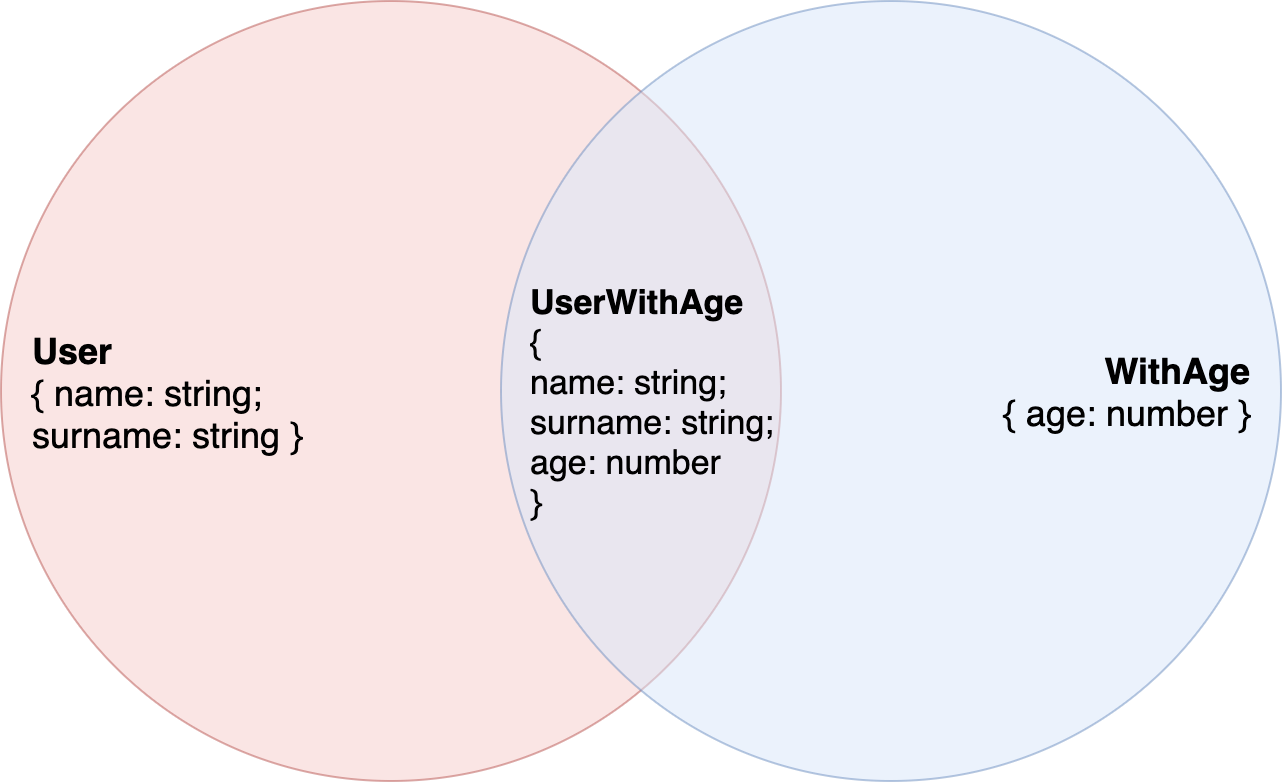 User
{ name: string;
surname: string }
UserWithAge
{
name: string;
surname: string;
age: number
}
WithAge
{ age: number }